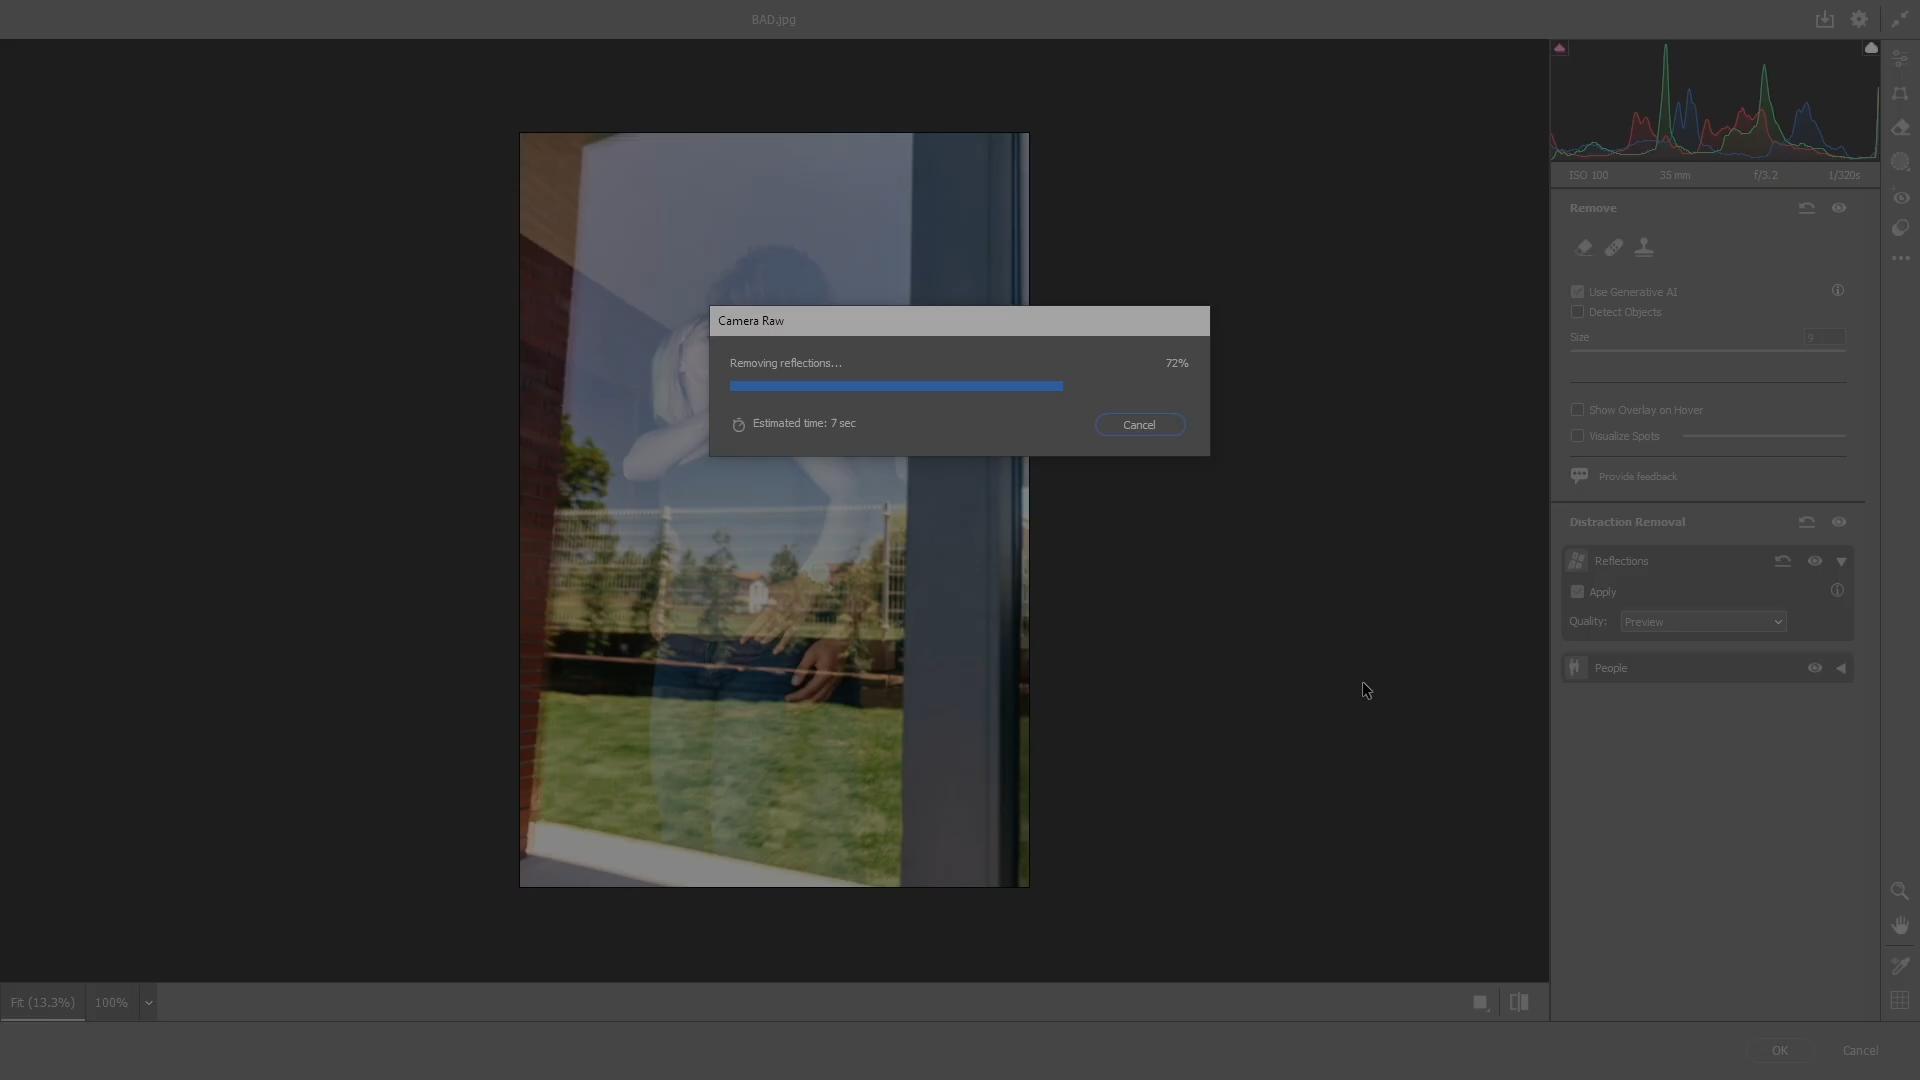 BAD.jpg
ISO 100 35 mm f/3.2 1/320s
Remove
Use Generative AI
Detect Objects
Size 9
Show Overlay on Hover
Visualize Spots
Provide feedback
Distraction Removal
Reflections
Apply
Quality: Preview
People
Camera Raw
Removing reflections... 72%
Estimated time: 7 sec
Cancel
Fit (13.3%) 100%
OK Cancel